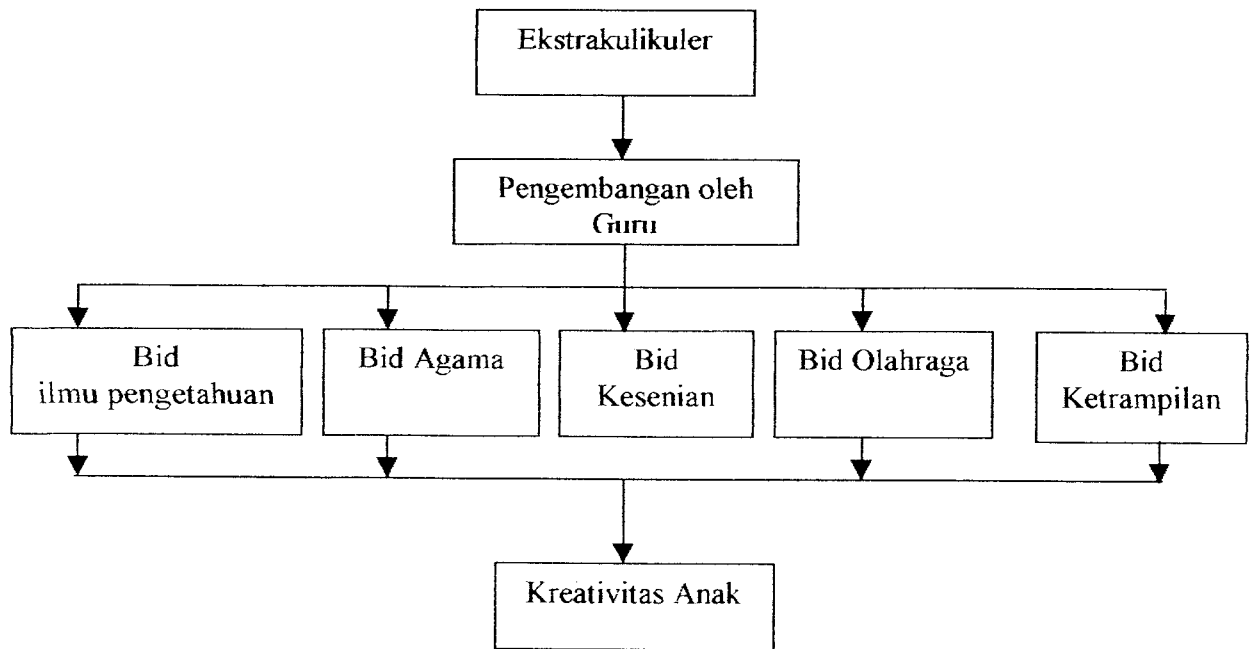 Ekstrakulikuler
Pengembangan oleh
Guru
Bid
ilmu pengetahuan
Bid Agama
Bid
Kesenian
Bid Olahraga
Bid
Ketrampilan
Kreativitas Anak